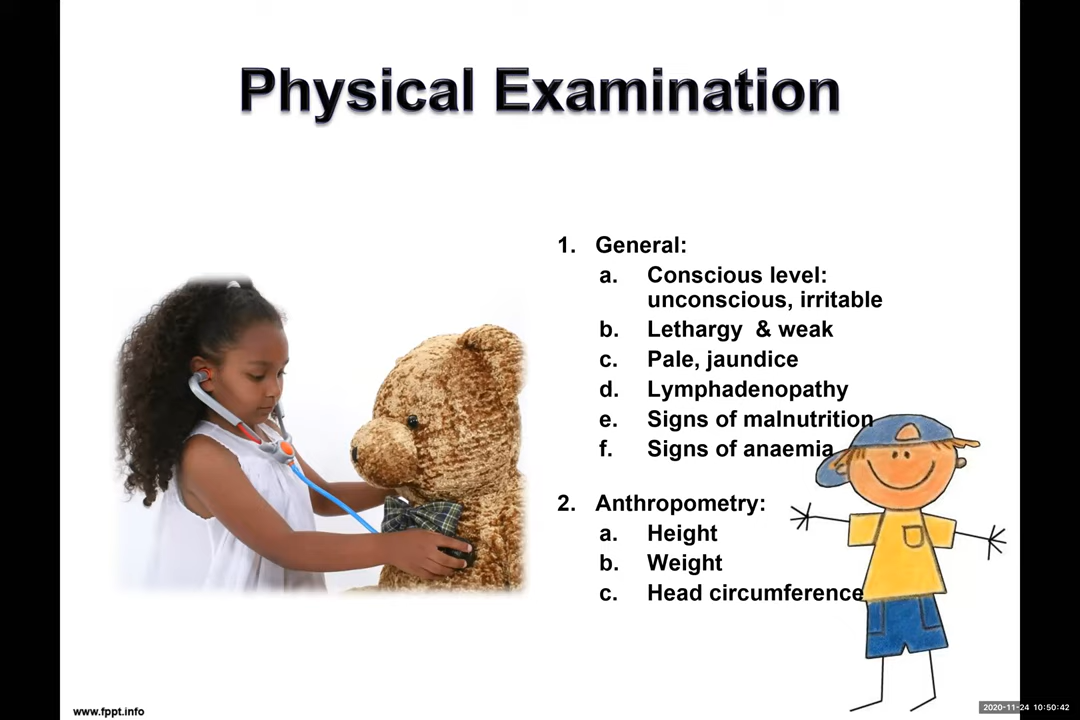 Physical Examination
1. General:
a. Conscious level:
unconscious, irritable
b. Lethargy & weak
c. Pale, jaundice
d. Lymphadenopathy
e. Signs of malnutrition
f. Signs of anaemia
2. Anthropometry:
a. Height
b. Weight
c. Head circumference
www.fppt.info
2020-11-24 10:50:42